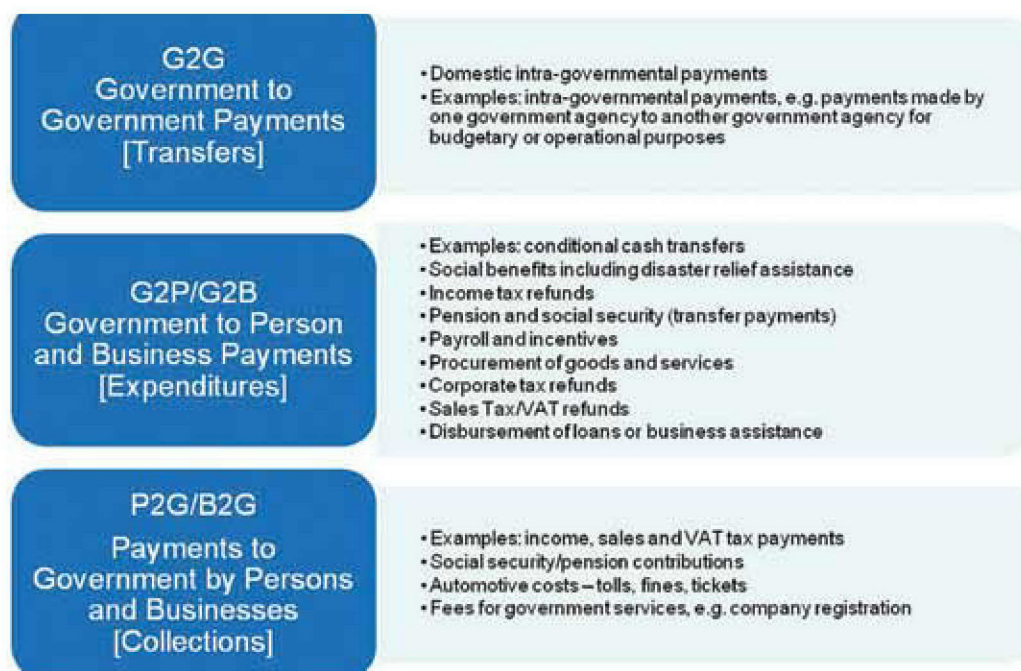 G2G
Government to
Government Payments
[Transfers]
• Domestic intra-governmental payments
• Examples: intra-governmental payments, e.g. payments made by
one government agency to another government agency for
budgetary or operational purposes
G2P/G2B
Government to Person
and Business Payments
[Expenditures]
• Examples: conditional cash transfers
• Social benefits including disaster relief assistance
• Income tax refunds
• Pension and social security (transfer payments)
• Payroll and incentives
• Procurement of goods and services
• Corporate tax refunds
• Sales Tax/VAT refunds
• Disbursement of loans or business assistance
P2G/B2G
Payments to
Government by Persons
and Businesses
[Collections]
• Examples: income, sales and VAT tax payments
• Social security/pension contributions
• Automotive costs – tolls, fines, tickets
• Fees for government services, e.g. company registration